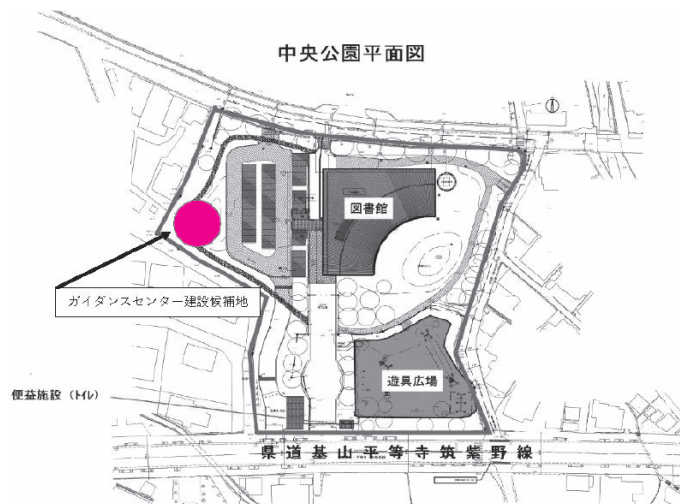 中央公園平面図
図書館
ガイダンスセンター建設候補地
遊具広場
便益施設（トイレ）
県道基山平等寺筑紫野線